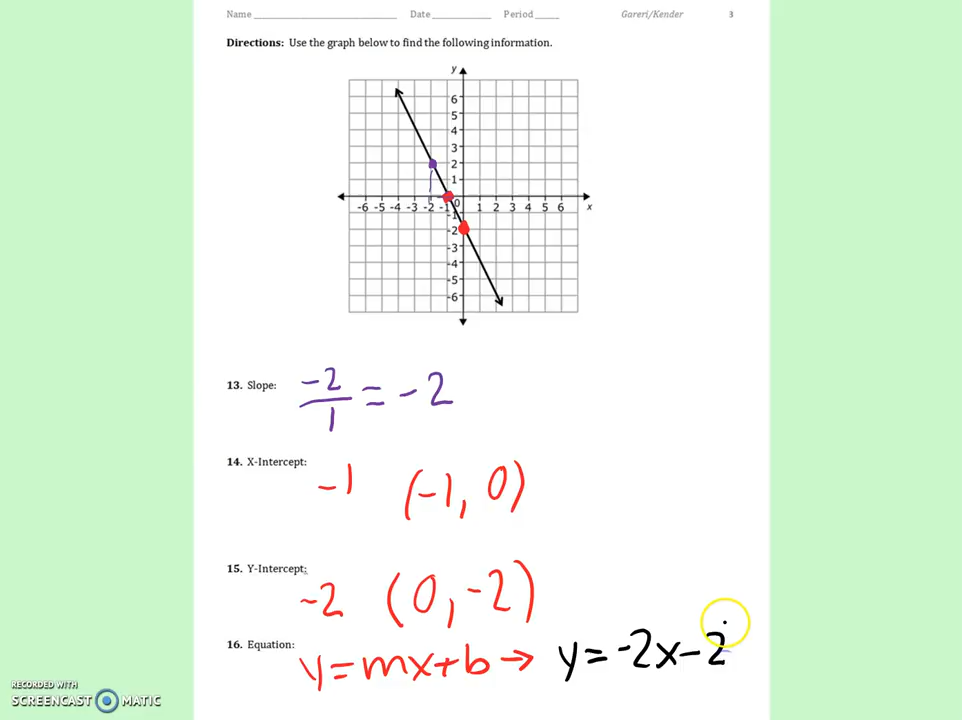 Name ____________ Date ____________ Period _____ Gareri/Kender 3
Directions: Use the graph below to find the following information.
y
6
5
4
3
2
1
-6 -5 -4 -3 -2 -1 0 1 2 3 4 5 6 x
-1
-2
-3
-4
-5
-6
13. Slope: -2/1 = -2
14. X-Intercept: -1 (-1, 0)
15. Y-Intercept: -2 (0, -2)
16. Equation: y=mx+b → y=-2x-2
RECORDED WITH
SCREENCAST MATIC